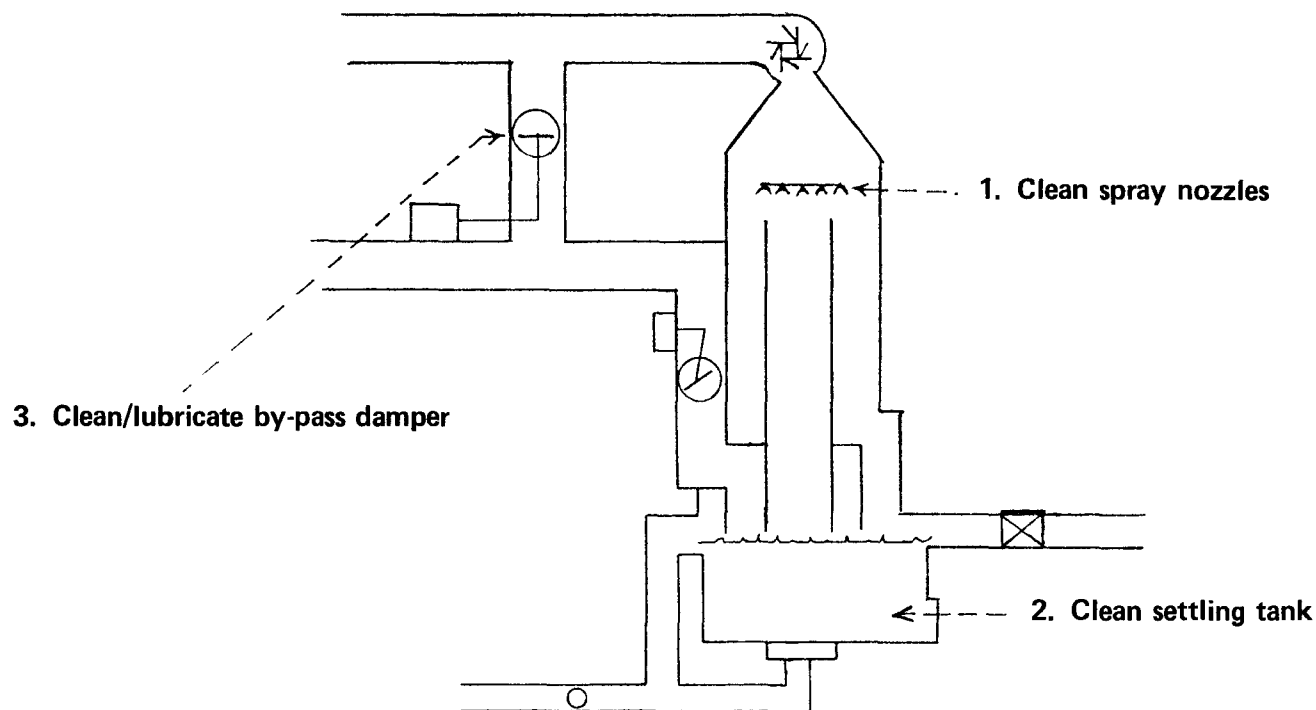 1. Clean spray nozzles
3. Clean/lubricate by-pass damper
2. Clean settling tank